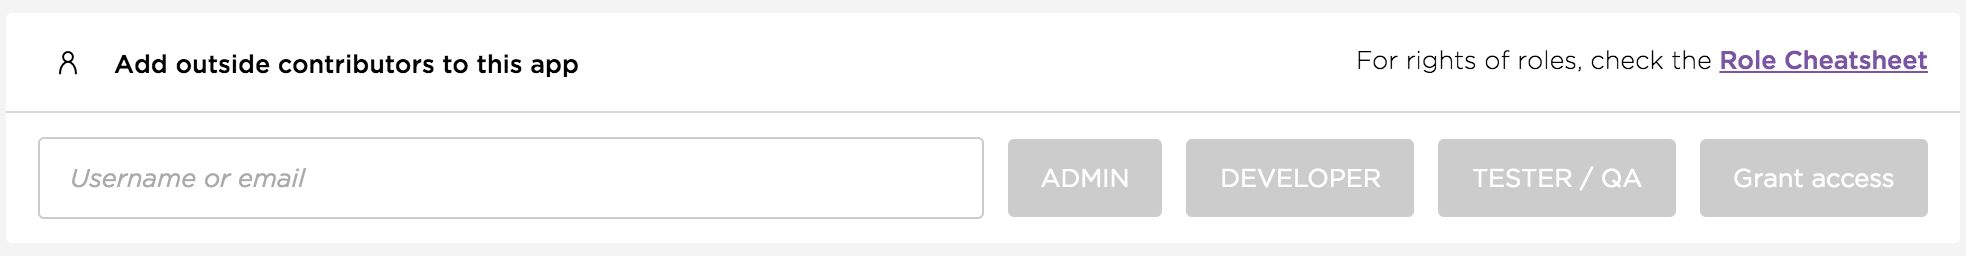 Add outside contributors to this app
For rights of roles, check the Role Cheatsheet
Username or email
ADMIN
DEVELOPER
TESTER / QA
Grant access